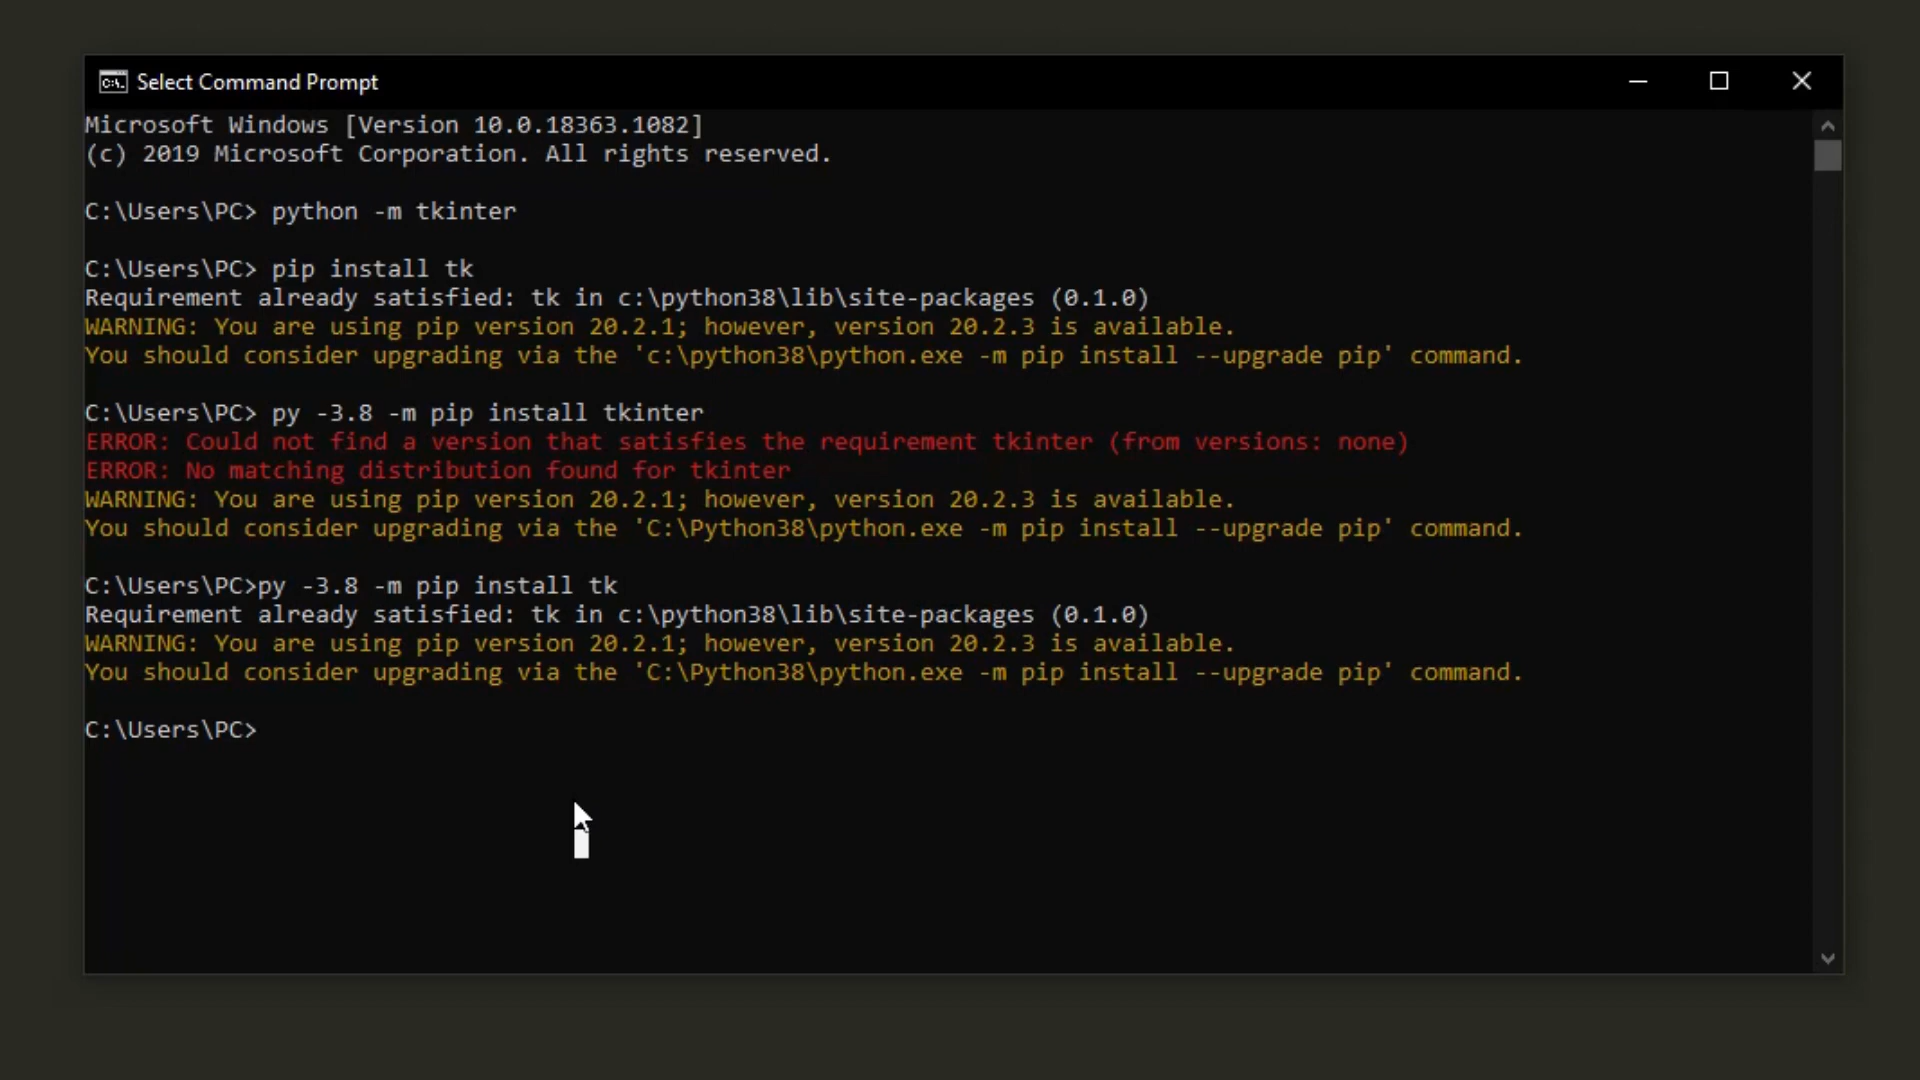 Select Command Prompt
Microsoft Windows [Version 10.0.18363.1082]
(c) 2019 Microsoft Corporation. All rights reserved.
C:\Users\PC> python -m tkinter
C:\Users\PC> pip install tk
Requirement already satisfied: tk in c:\python38\lib\site-packages (0.1.0)
WARNING: You are using pip version 20.2.1; however, version 20.2.3 is available.
You should consider upgrading via the 'c:\python38\python.exe -m pip install --upgrade pip' command.
C:\Users\PC> py -3.8 -m pip install tkinter
ERROR: Could not find a version that satisfies the requirement tkinter (from versions: none)
ERROR: No matching distribution found for tkinter
WARNING: You are using pip version 20.2.1; however, version 20.2.3 is available.
You should consider upgrading via the 'C:\Python38\python.exe -m pip install --upgrade pip' command.
C:\Users\PC>py -3.8 -m pip install tk
Requirement already satisfied: tk in c:\python38\lib\site-packages (0.1.0)
WARNING: You are using pip version 20.2.1; however, version 20.2.3 is available.
You should consider upgrading via the 'C:\Python38\python.exe -m pip install --upgrade pip' command.
C:\Users\PC>